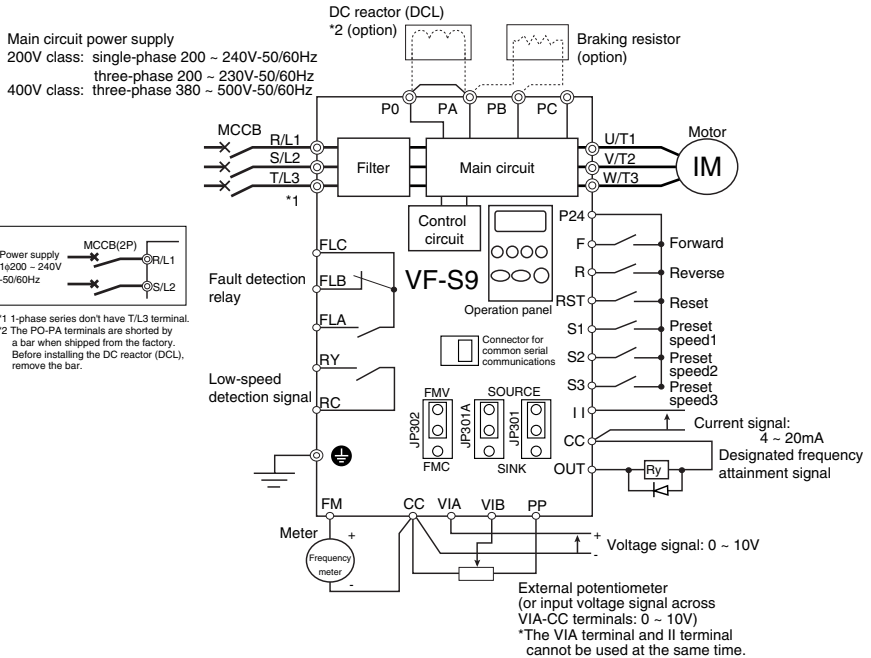 DC reactor (DCL)
*2 (option)
Main circuit power supply
200V class: single-phase 200 ~ 240V-50/60Hz
three-phase 200 ~ 230V-50/60Hz
400V class: three-phase 380 ~ 500V-50/60Hz
Braking resistor
(option)
P0 PA PB PC
MCCB
R/L1
S/L2
T/L3
*1
Filter
Main circuit
U/T1
V/T2
W/T3
Motor
IM
Control
circuit
Power supply
1ϕ200 ~ 240V
-50/60Hz
MCCB(2P)
R/L1
S/L2
*1 1-phase series don't have T/L3 terminal.
*2 The PO-PA terminals are shorted by
a bar when shipped from the factory.
Before installing the DC reactor (DCL),
remove the bar.
FLC
FLB
FLA
Fault detection
relay
RY
RC
Low-speed
detection signal
VF-S9
Operation panel
Connector for
common serial
communications
P24
F
Forward
R
Reverse
RST
Reset
S1
Preset
speed1
S2
Preset
speed2
S3
Preset
speed3
I I
CC
OUT
Current signal:
4 ~ 20mA
Designated frequency
attainment signal
Ry
FMV
SOURCE
JP302
JP301A
JP301
FMC
SINK
FM CC VIA VIB PP
Meter
+
Frequency
meter
-
+
-
Voltage signal: 0 ~ 10V
External potentiometer
(or input voltage signal across
VIA-CC terminals: 0 ~ 10V)
*The VIA terminal and II terminal
cannot be used at the same time.